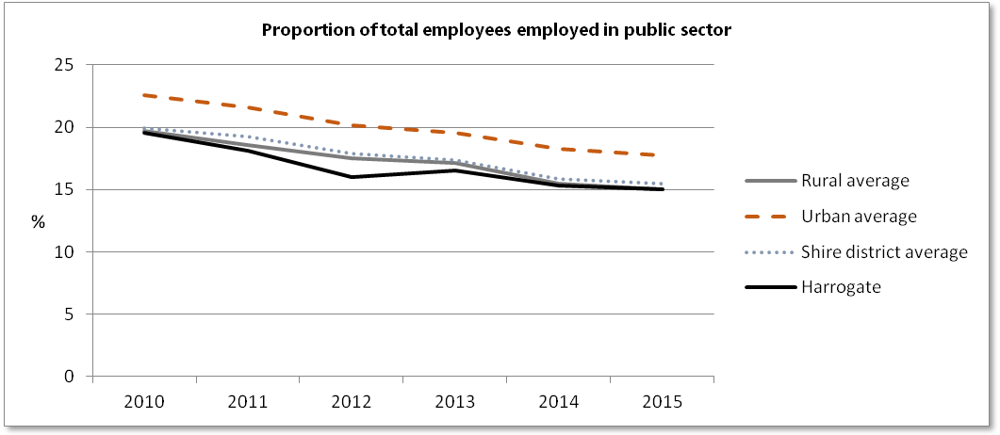 Proportion of total employees employed in public sector
25
20
15
%
10
5
0
2010 2011 2012 2013 2014 2015
Rural average
Urban average
Shire district average
Harrogate